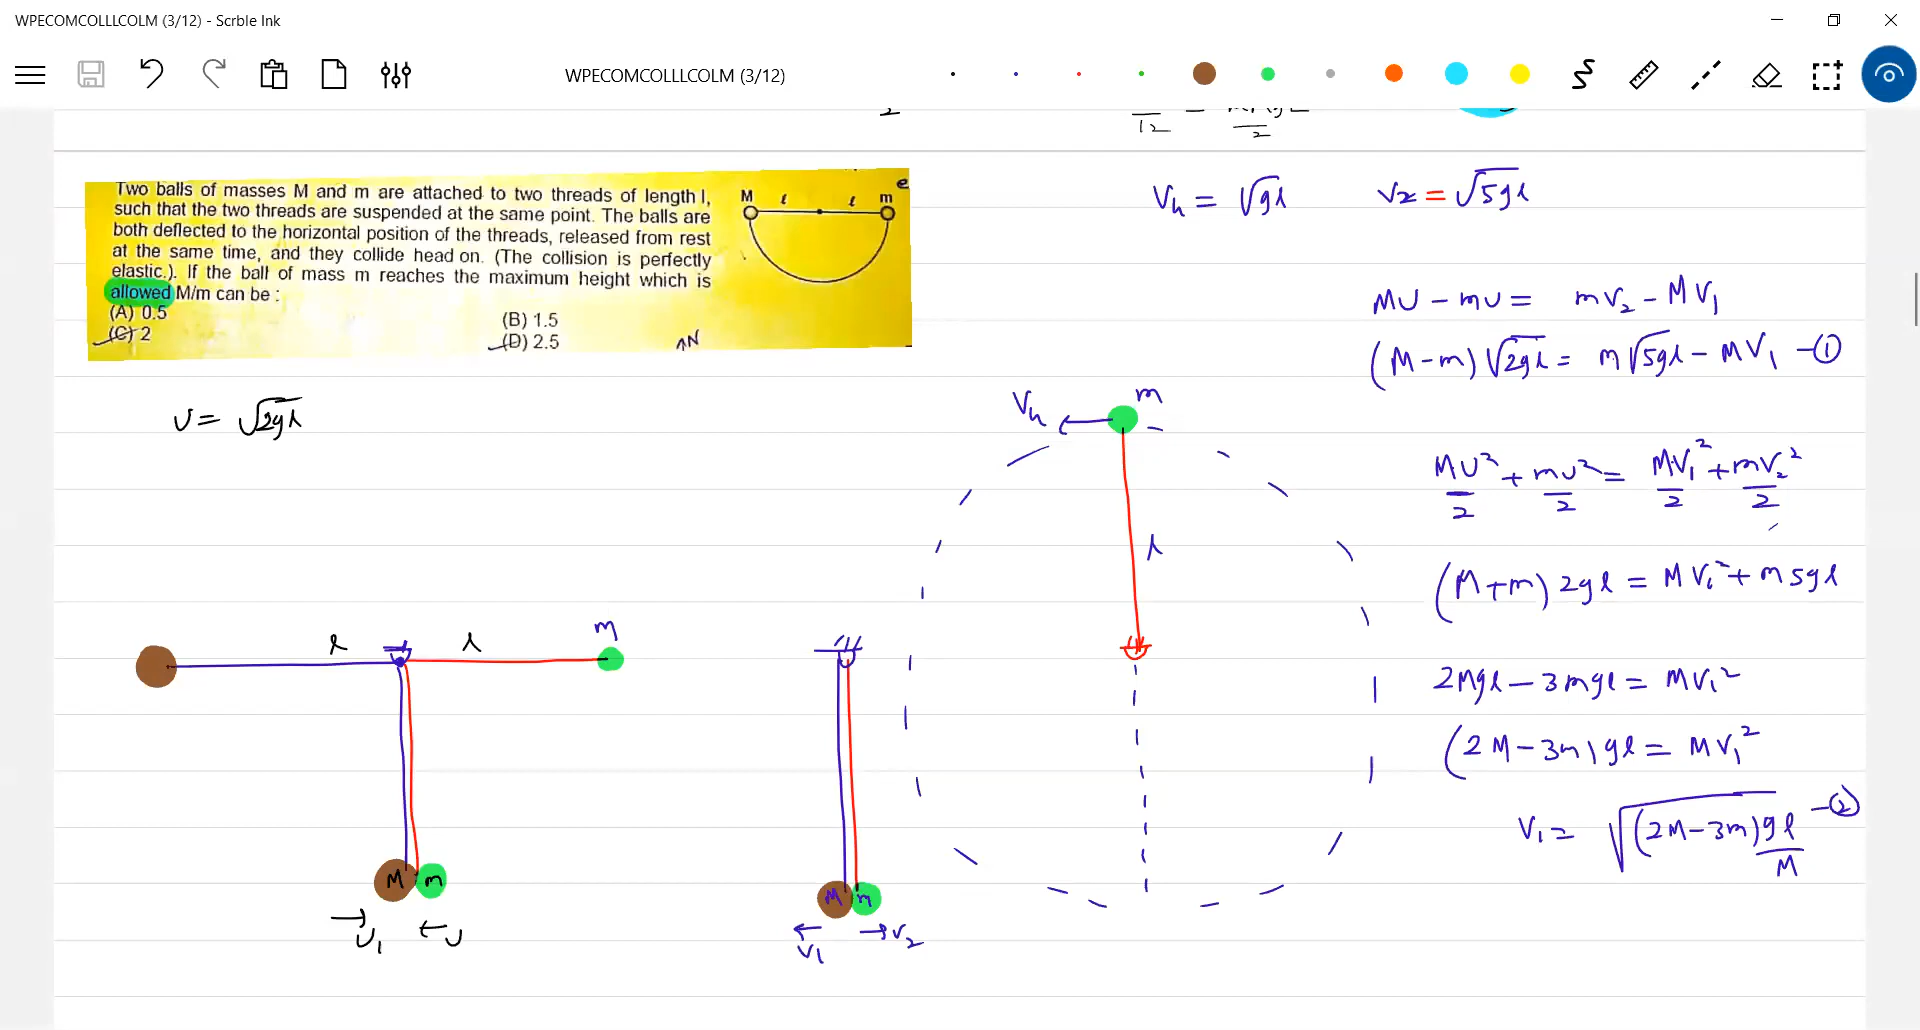 WPECOMCOLLLCOLM (3/12) - Scrble Ink
WPECOMCOLLLCOLM (3/12)
2
12 = 2
Two balls of masses M and m are attached to two threads of length l,
such that the two threads are suspended at the same point. The balls are
both deflected to the horizontal position of the threads, released from rest
at the same time, and they collide head on. (The collision is perfectly
elastic.). If the ball of mass m reaches the maximum height which is
allowed M/m can be :
(A) 0.5
(B) 1.5
(C) 2
(D) 2.5
M ℓ ℓ m
e
N
V_h = √gl
V2 = √5gl
MU - mU = mV2 - MV1
(M-m)√2gl = m√5gl - MV1 -①
U = √2gl
V_h m
l
MU²/2 + mU²/2 = MV1²/2 + mV2²/2
(M+m) 2gl = MV1² + m5gl
2Mgl - 3mgl = MV1²
(2M-3m)gl = MV1²
V1 = √((2M-3m)gl/M) -②
l l m
M m
U1 U
M m
V1 V2